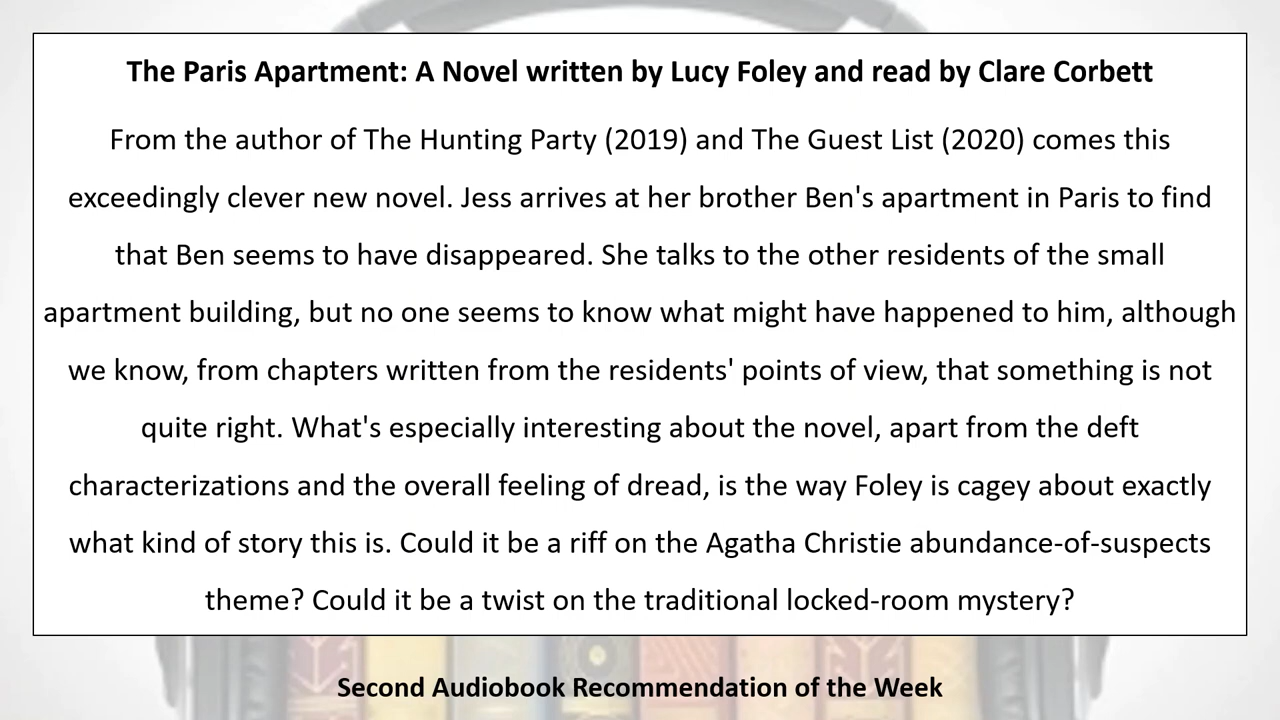 The Paris Apartment: A Novel written by Lucy Foley and read by Clare Corbett
From the author of The Hunting Party (2019) and The Guest List (2020) comes this
exceedingly clever new novel. Jess arrives at her brother Ben's apartment in Paris to find
that Ben seems to have disappeared. She talks to the other residents of the small
apartment building, but no one seems to know what might have happened to him, although
we know, from chapters written from the residents' points of view, that something is not
quite right. What's especially interesting about the novel, apart from the deft
characterizations and the overall feeling of dread, is the way Foley is cagey about exactly
what kind of story this is. Could it be a riff on the Agatha Christie abundance-of-suspects
theme? Could it be a twist on the traditional locked-room mystery?
Second Audiobook Recommendation of the Week